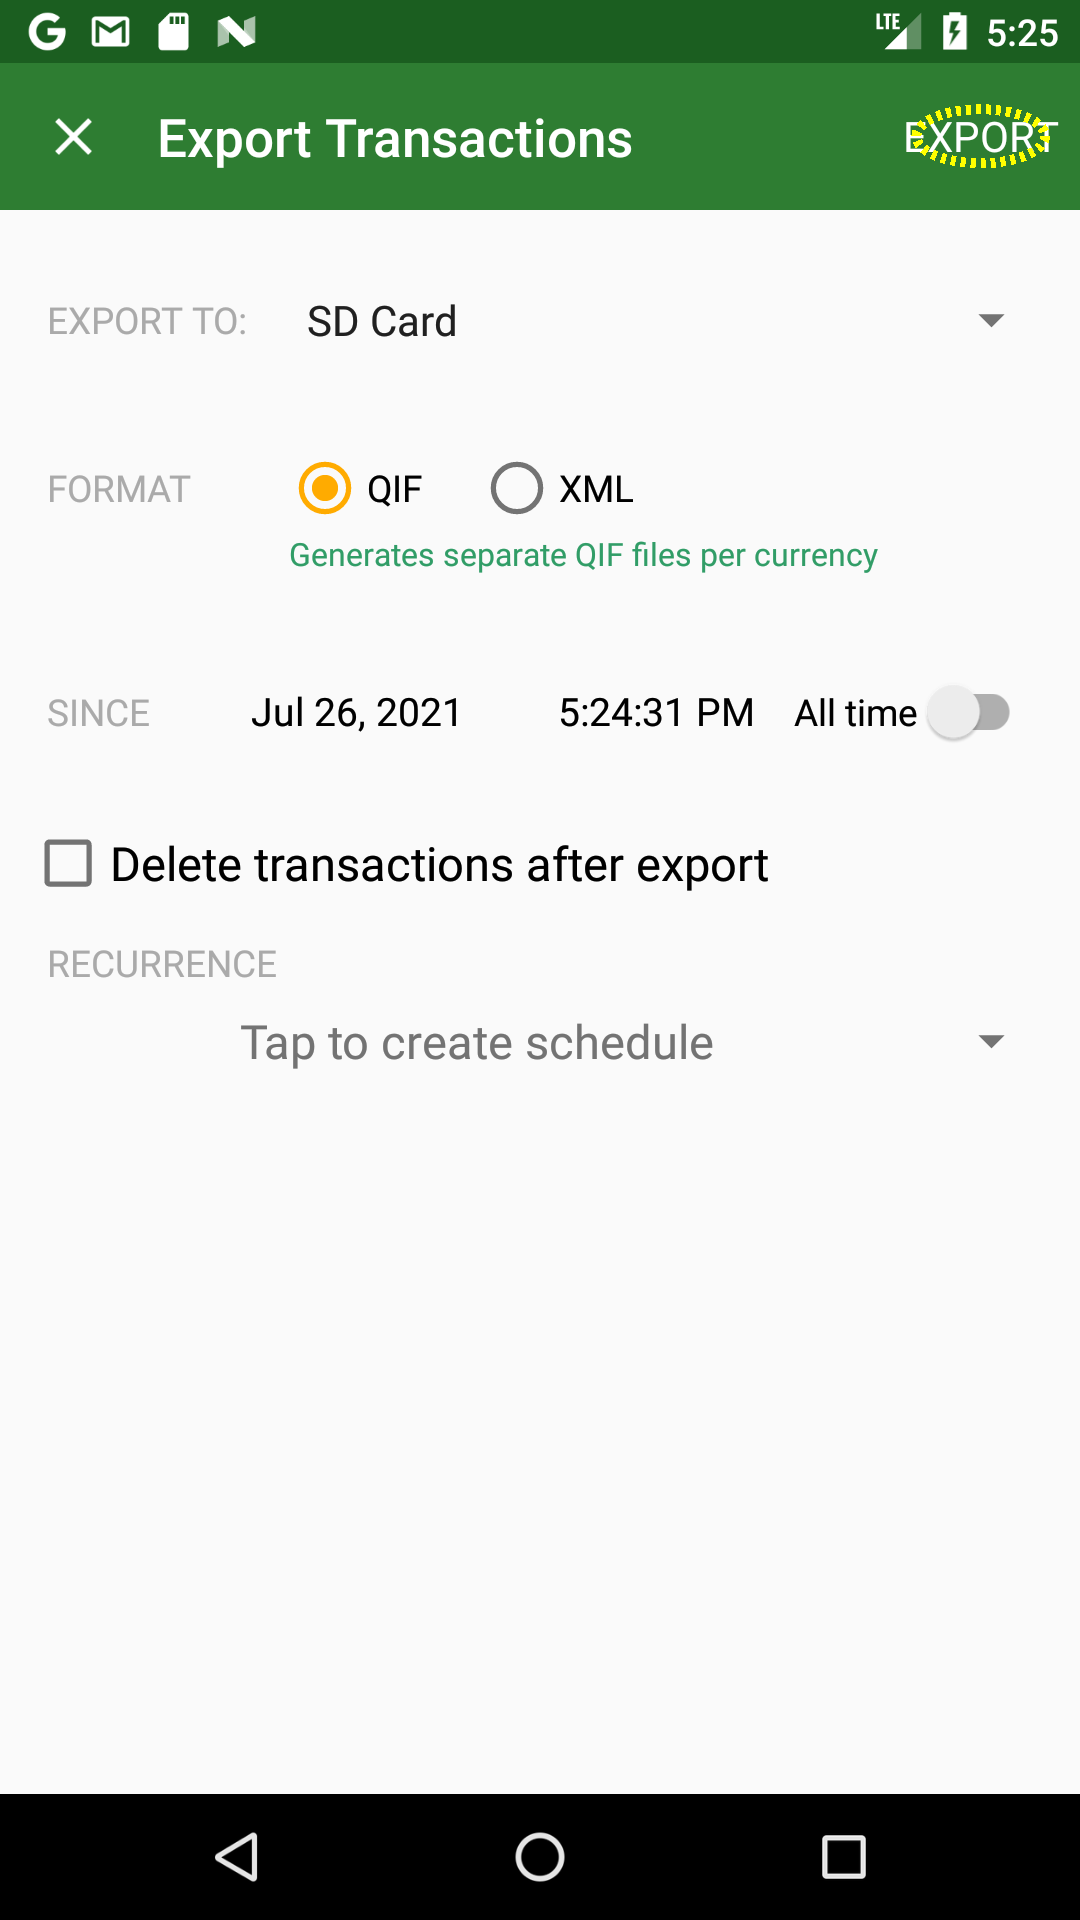 LTE 5:25
Export Transactions EXPORT
EXPORT TO: SD Card
FORMAT QIF XML
Generates separate QIF files per currency
SINCE Jul 26, 2021 5:24:31 PM All time
Delete transactions after export
RECURRENCE
Tap to create schedule